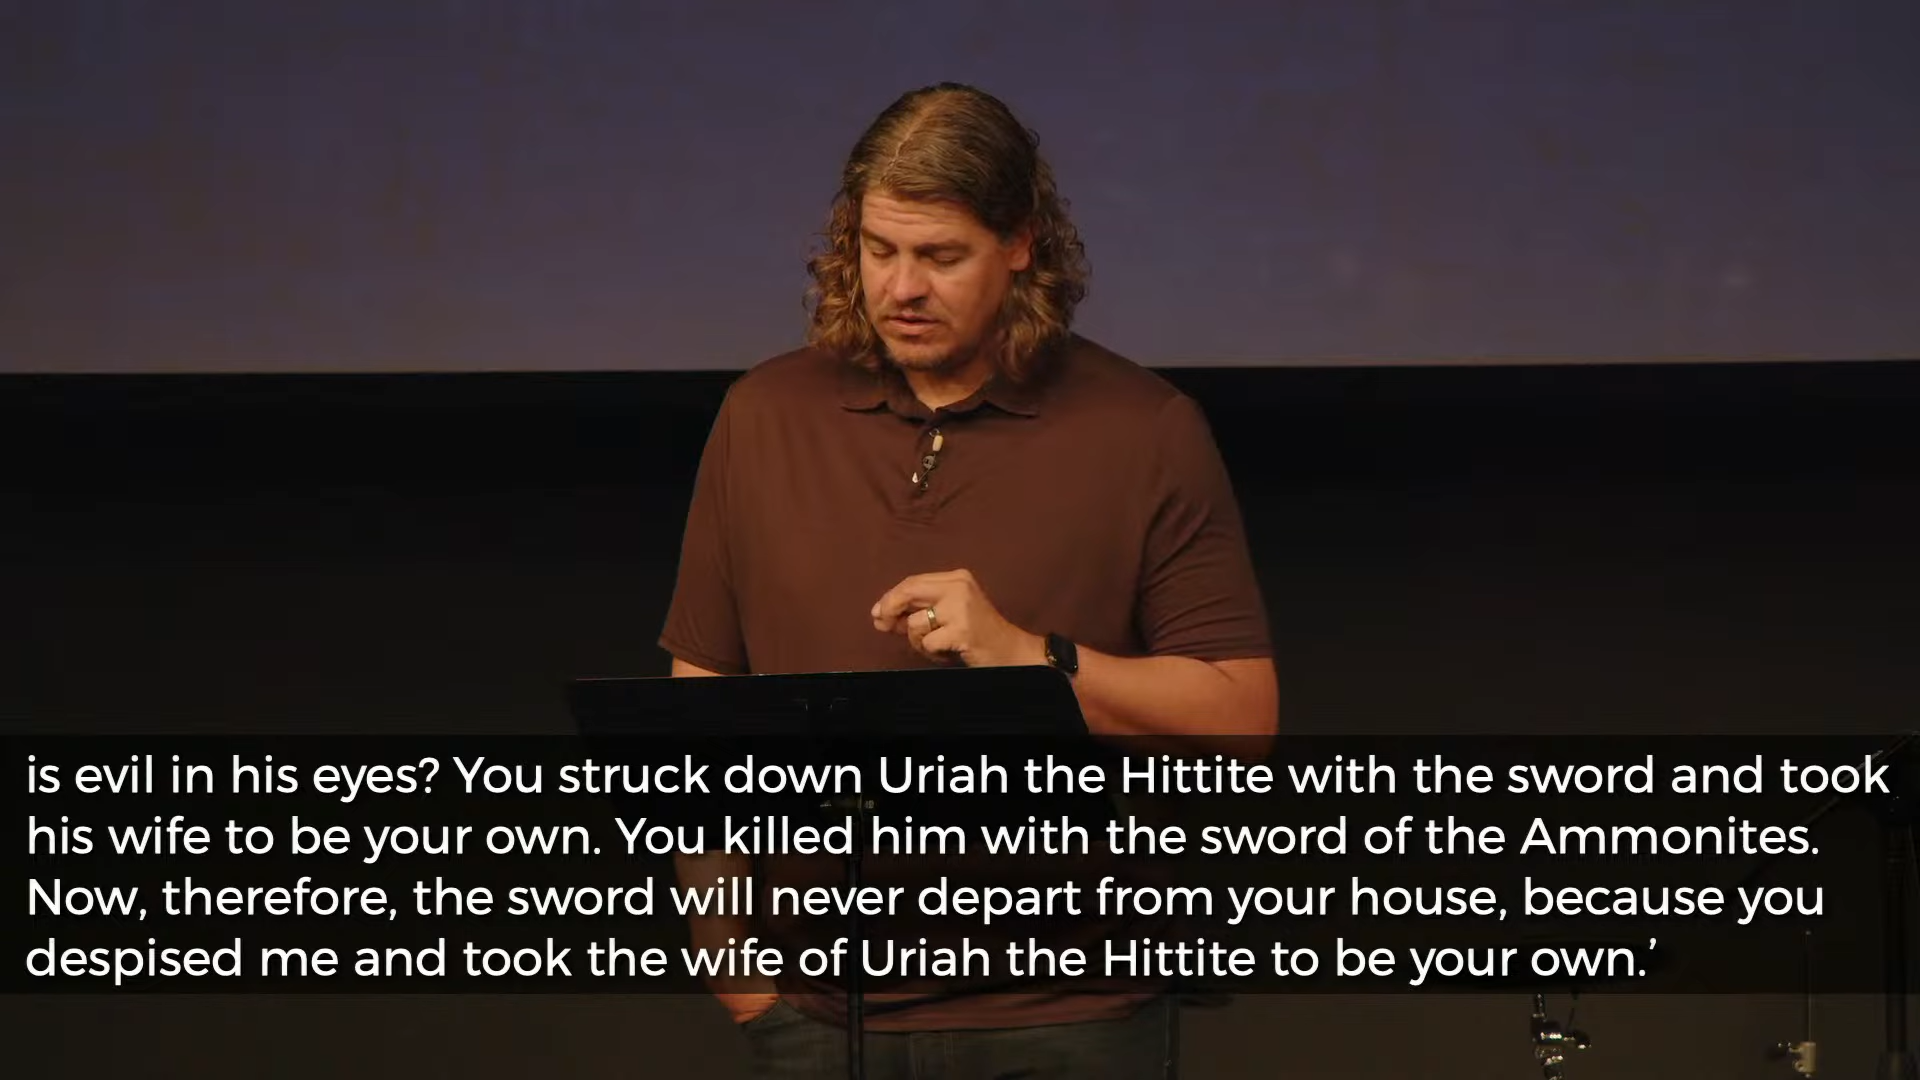 is evil in his eyes? You struck down Uriah the Hittite with the sword and took
his wife to be your own. You killed him with the sword of the Ammonites.
Now, therefore, the sword will never depart from your house, because you
despised me and took the wife of Uriah the Hittite to be your own.’